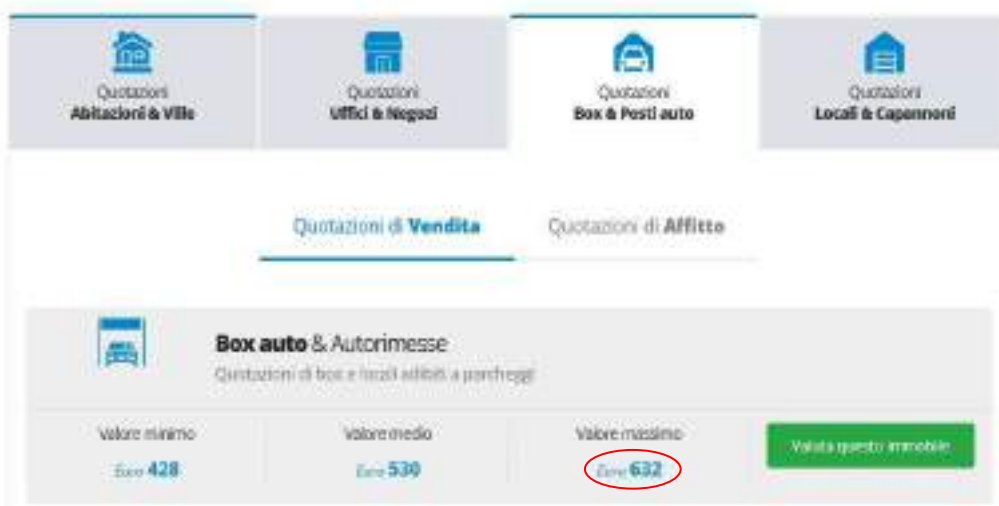 Quotazioni
Abitazioni & Ville
Quotazioni
Uffici & Negozi
Quotazioni
Box & Posti auto
Quotazioni
Locali & Capannoni
Quotazioni di Vendita
Quotazioni di Affitto
Box auto & Autorimesse
Quotazioni di box e locali adibiti a parcheggi
Valore minimo
Valore medio
Valore massimo
Valuta questo immobile
Euro 428
Euro 530
Euro 632